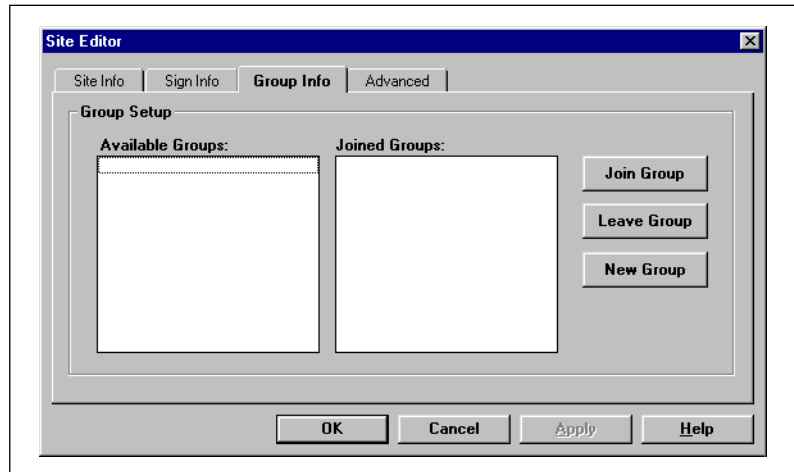 Site Editor
Site Info
Sign Info
Group Info
Advanced
Group Setup
Available Groups:
Joined Groups:
Join Group
Leave Group
New Group
OK
Cancel
Apply
Help